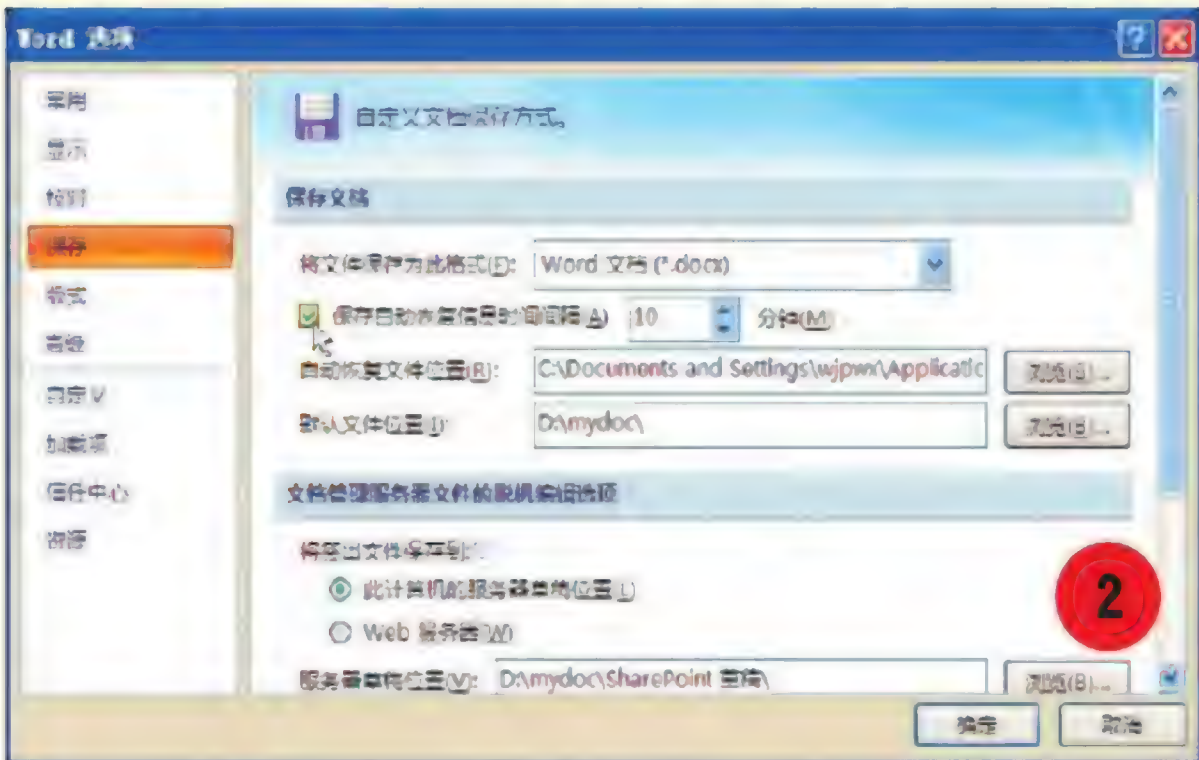 Word 选项
常用
显示
校对
保存
版式
高级
自定义
加载项
信任中心
资源
自定义文档保存方式。
保存文档
将文件保存为此格式(F): Word 文档 (*.docx)
保存自动恢复信息时间间隔(A) 10 分钟(M)
自动恢复文件位置(R): C:\Documents and Settings\wjpwx\Applicatic 浏览(B)...
默认文件位置(I): D:\mydoc\ 浏览(B)...
文档管理服务器文件的脱机编辑选项
将签出文件保存到:
此计算机的服务器草稿位置(L)
Web 服务器(W)
服务器草稿位置(V): D:\mydoc\SharePoint 草稿\ 浏览(B)...
2
确定 取消